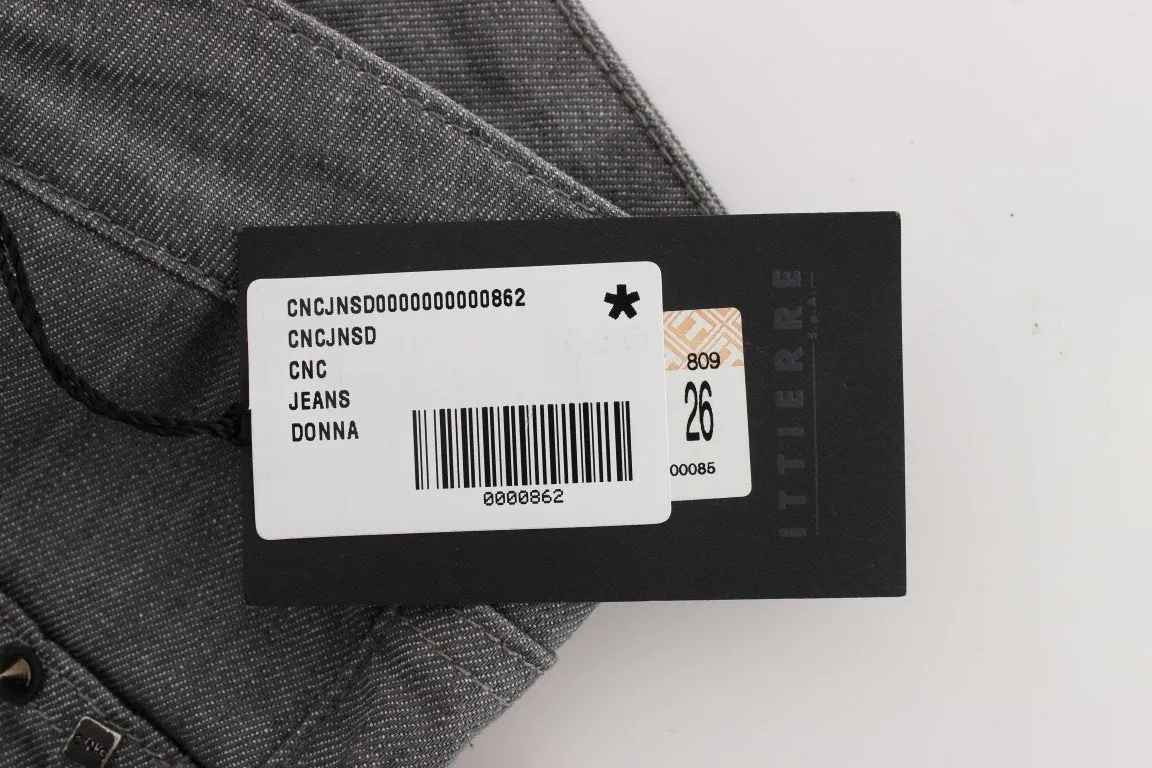 CNCJNSD0000000000862
CNCJNSD
CNC
JEANS
DONNA
*
0000862
809
26
00085
ITTIERRE
S.P.A.